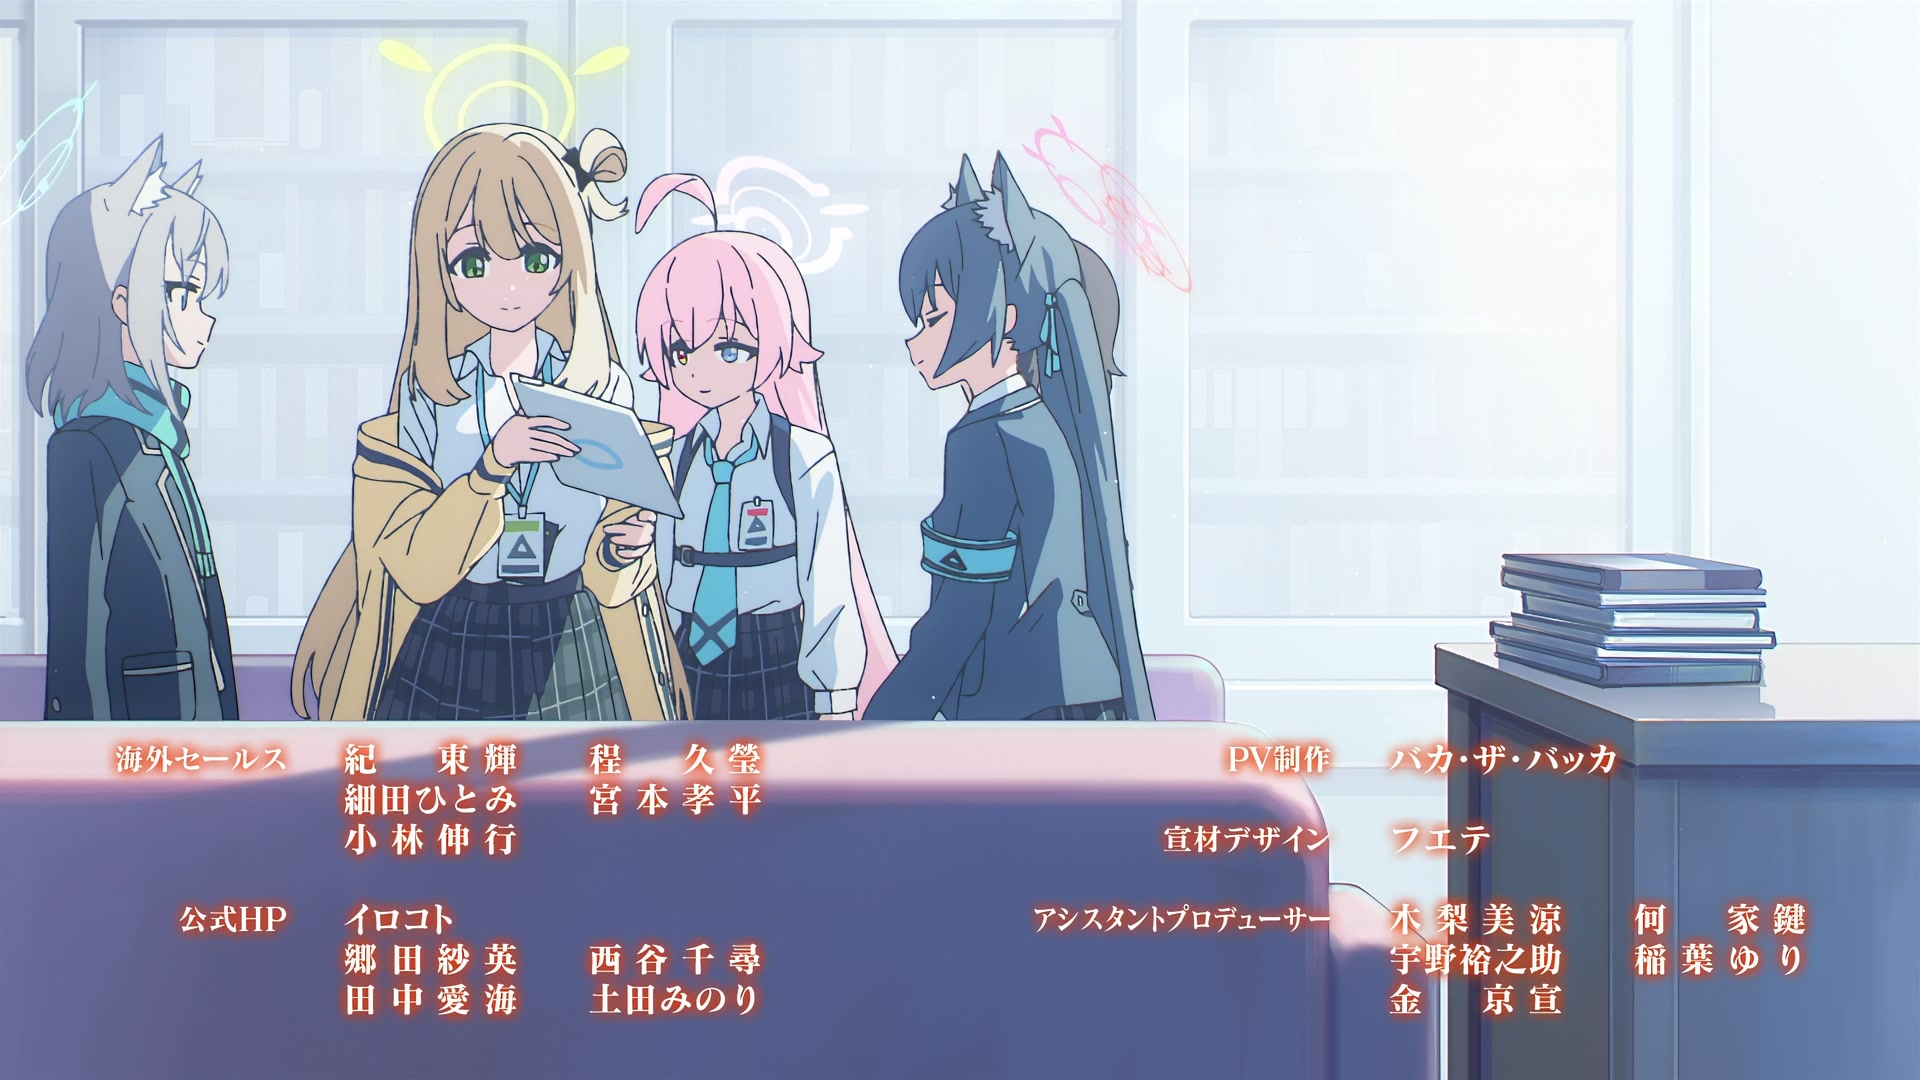 海外セールス 紀東輝 程久瑩
細田ひとみ 宮本孝平
小林伸行
公式HP イロコト
郷田紗英 西谷千尋
田中愛海 土田みのり
PV制作 バカ・ザ・バッカ
宣材デザイン フエテ
アシスタントプロデューサー 木梨美涼 何家鍵
宇野裕之助 稲葉ゆり
金京宣